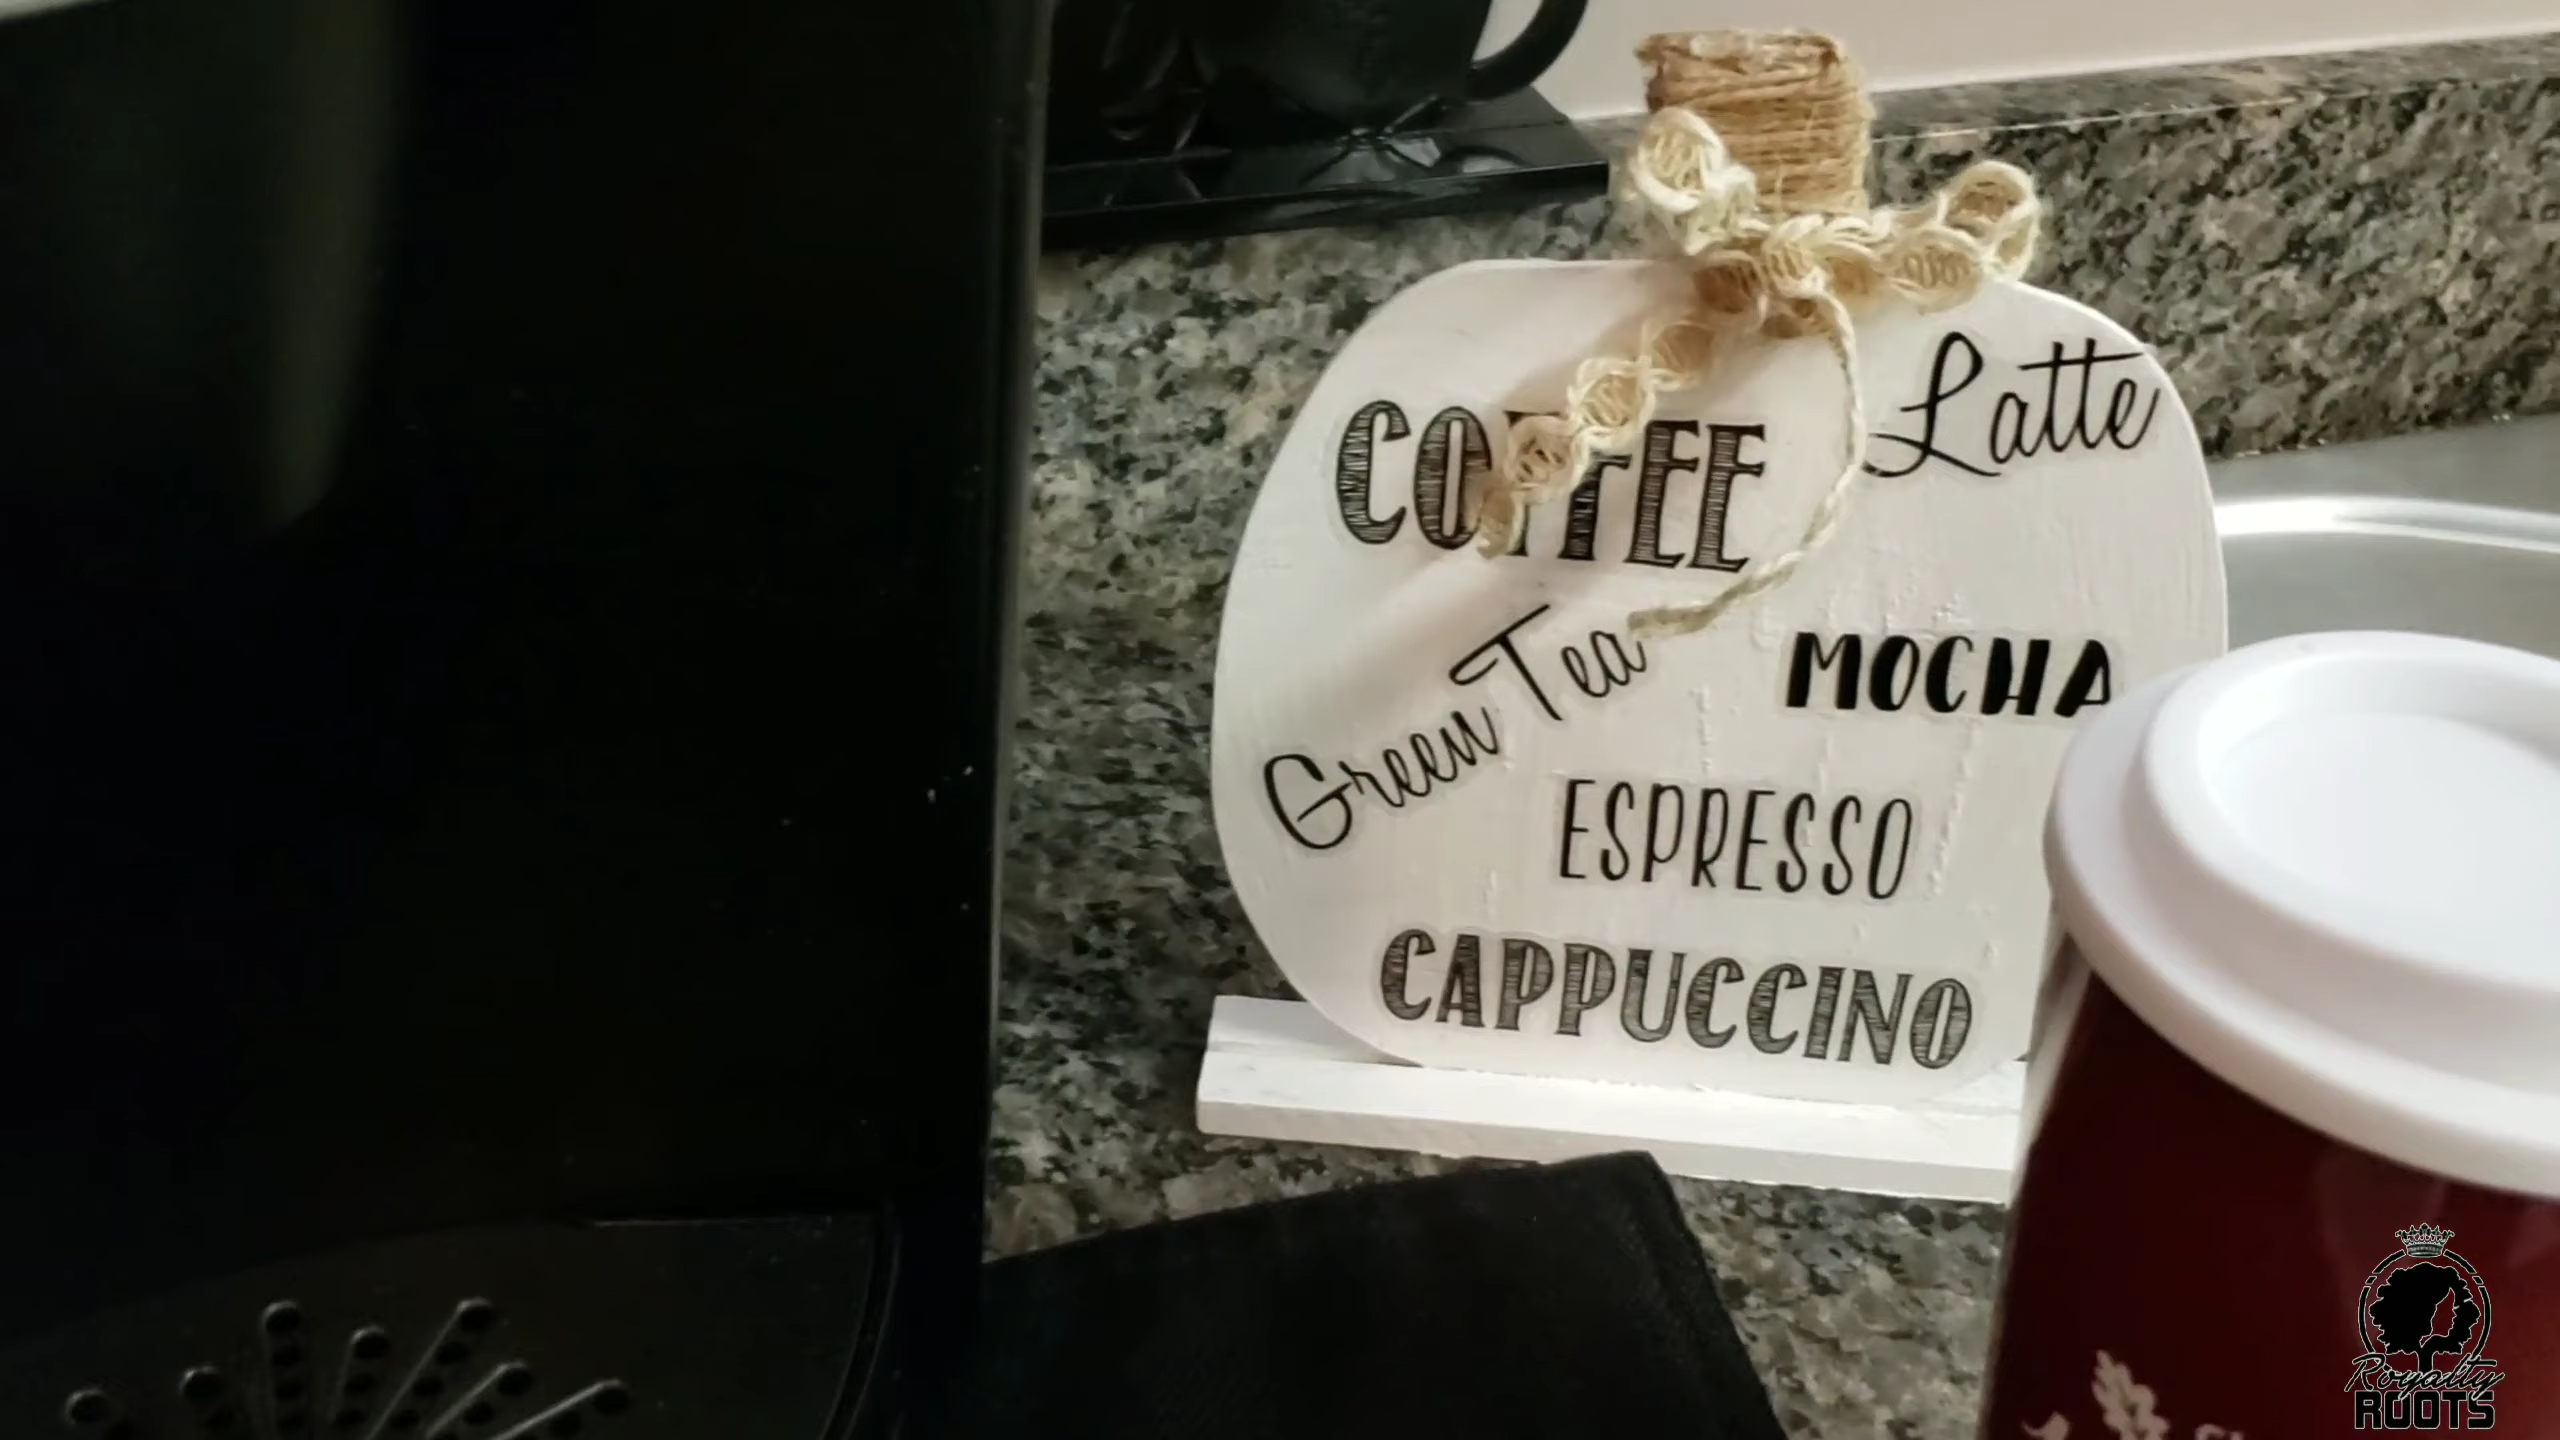 Latte
COFFEE
Green Tea
MOCHA
ESPRESSO
CAPPUCCINO
Royalty
ROOTS